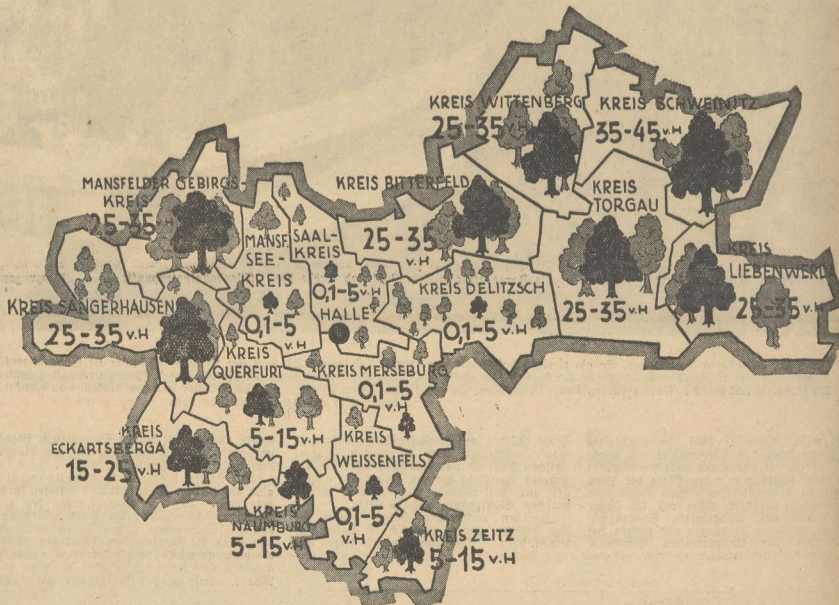 KREIS WITTENBERG
25-35 v.H
KREIS SCHWEINITZ
35-45 v.H
MANSFELDER GEBIRGS-
KREIS
25-35 v.H
KREIS BITTERFELD
25-35
v.H
KREIS
TORGAU
25-35 v.H
MANSF.
SEE-
KREIS
0,1-5
v.H
SAAL-
KREIS
0,1-5 v.H
HALLE
KREIS DELITZSCH
0,1-5 v.H
KREIS
LIEBENWERDA
25-35 v.H
KREIS SANGERHAUSEN
25-35 v.H
KREIS
QUERFURT
5-15 v.H
KREIS MERSEBURG
0,1-5
v.H
KREIS
ECKARTSBERGA
15-25 v.H
KREIS
WEISSENFELS
0,1-5
v.H
KREIS
NAUMBURG
5-15 v.H
KREIS ZEITZ
5-15 v.H